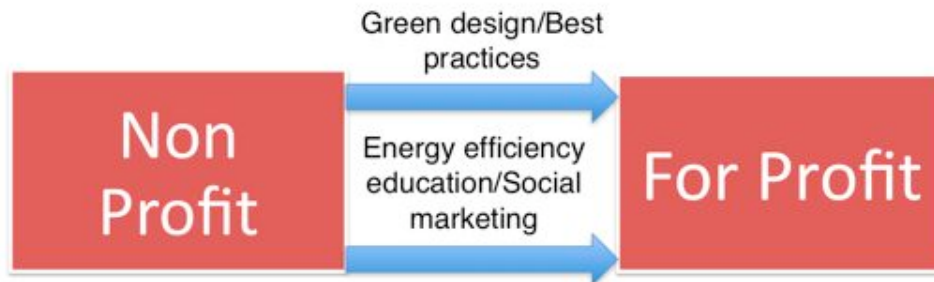 Green design/Best
practices
Non
Profit
Energy efficiency
education/Social
marketing
For Profit